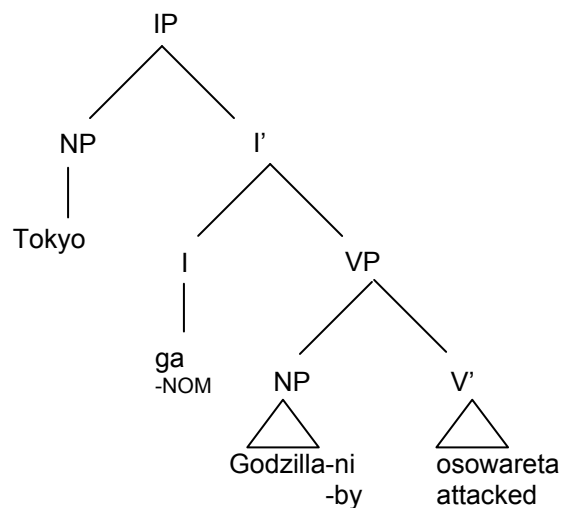 IP
NP I’
Tokyo
I VP
ga
-NOM
NP V’
Godzilla-ni osowareta
-by attacked